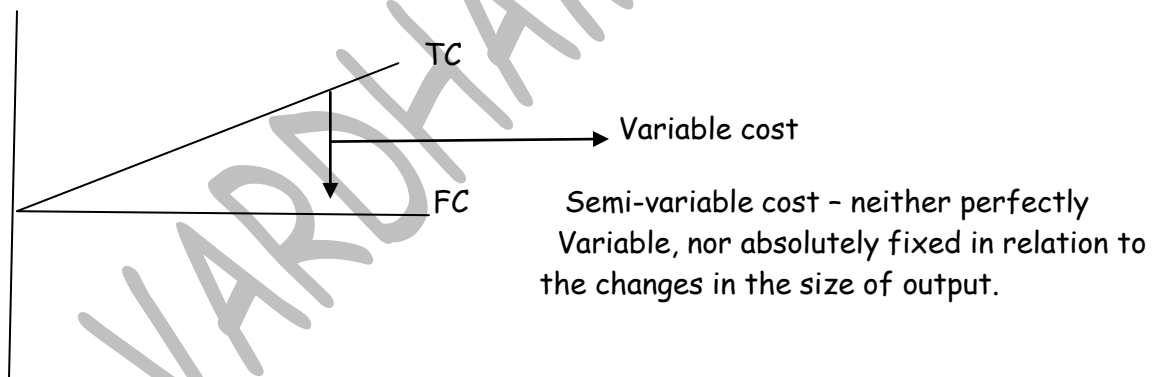 TC
Variable cost
FC
Semi-variable cost – neither perfectly
Variable, nor absolutely fixed in relation to
the changes in the size of output.
VARDHA